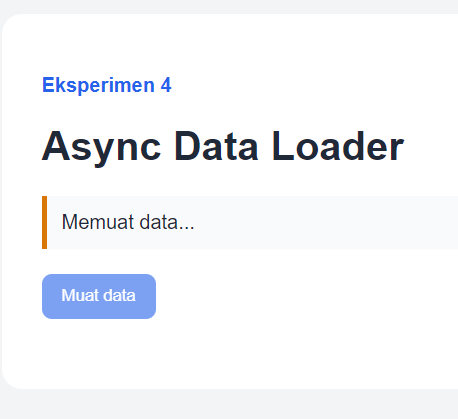 Eksperimen 4
Async Data Loader
Memuat data...
Muat data